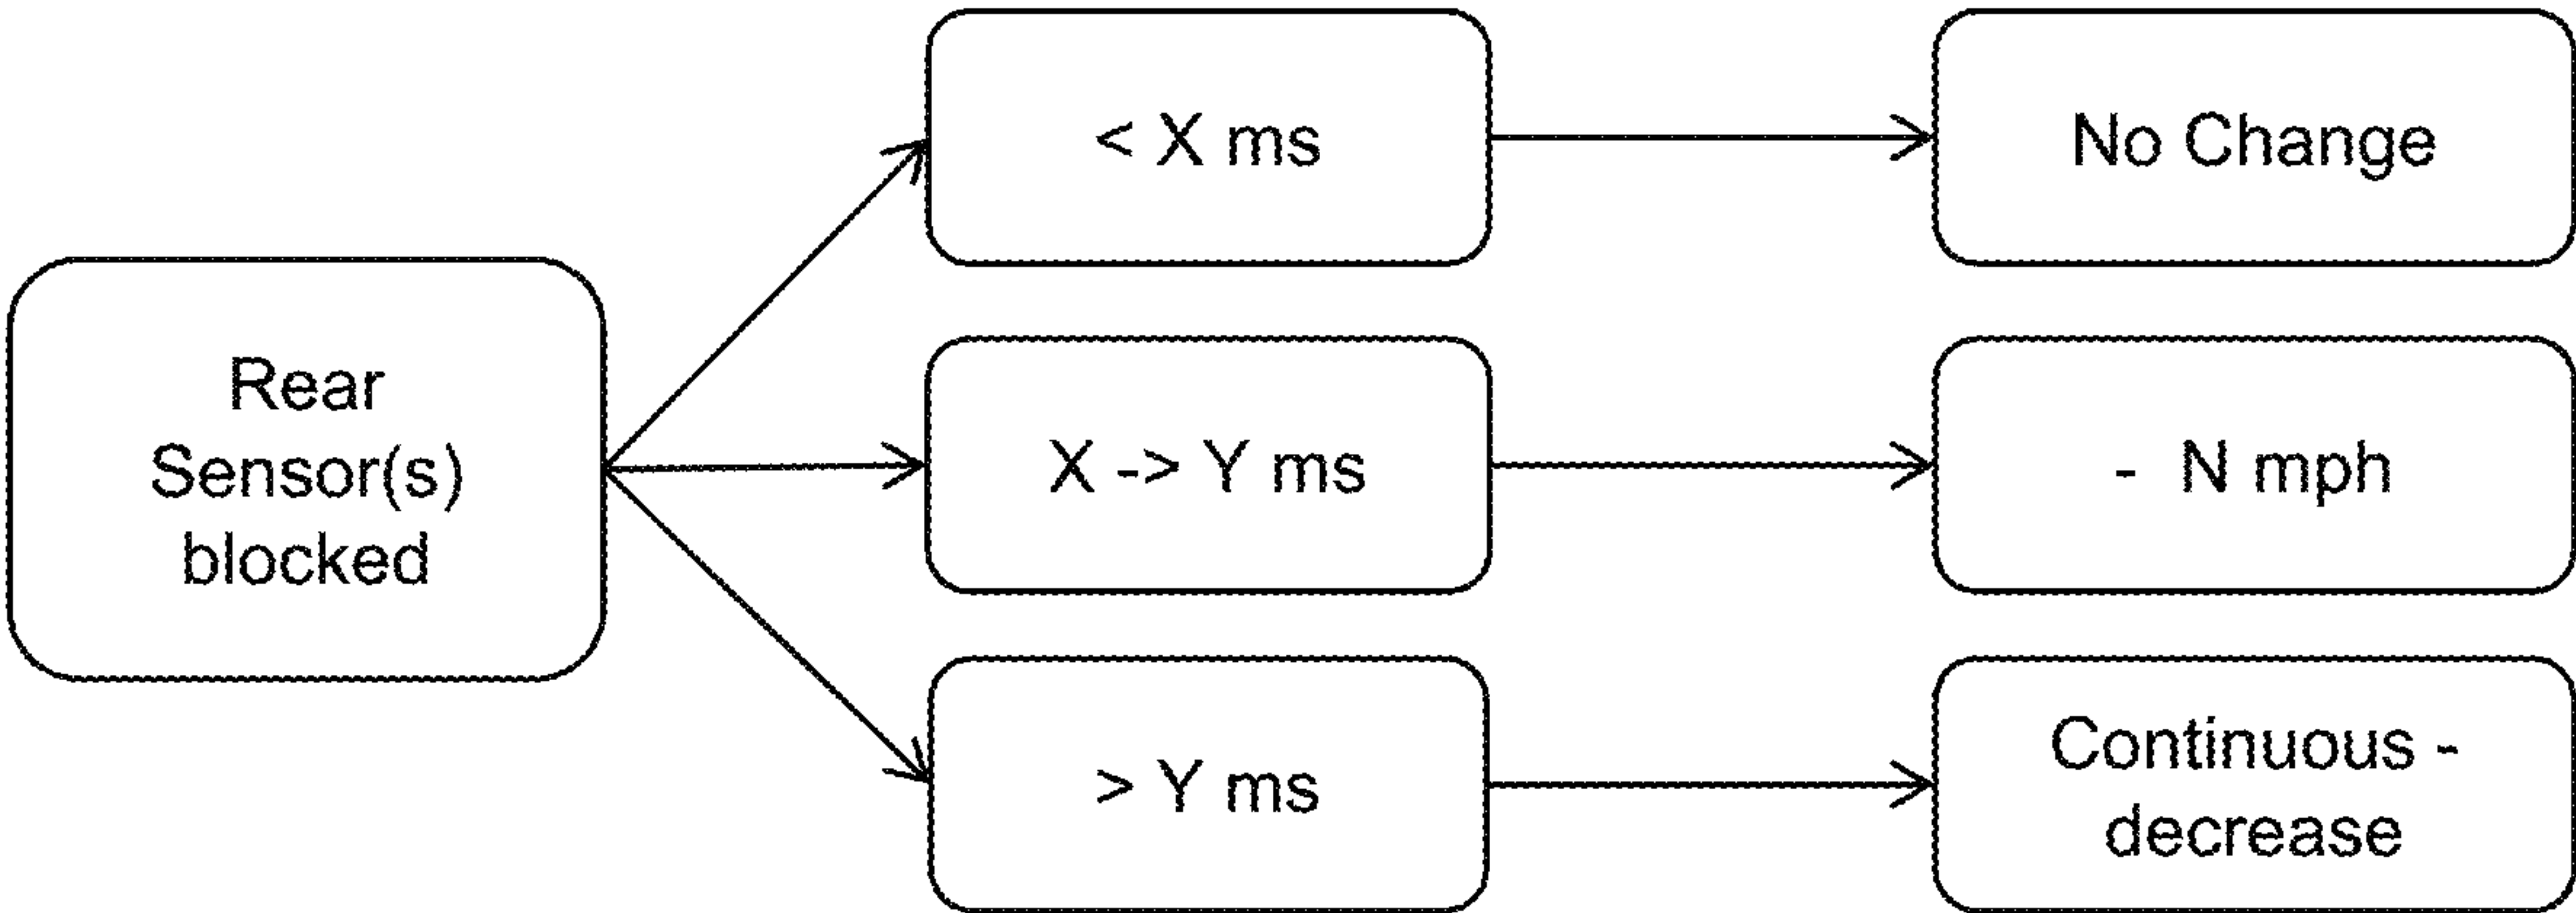 Rear
Sensor(s)
blocked
< X ms
No Change
X -> Y ms
- N mph
> Y ms
Continuous -
decrease